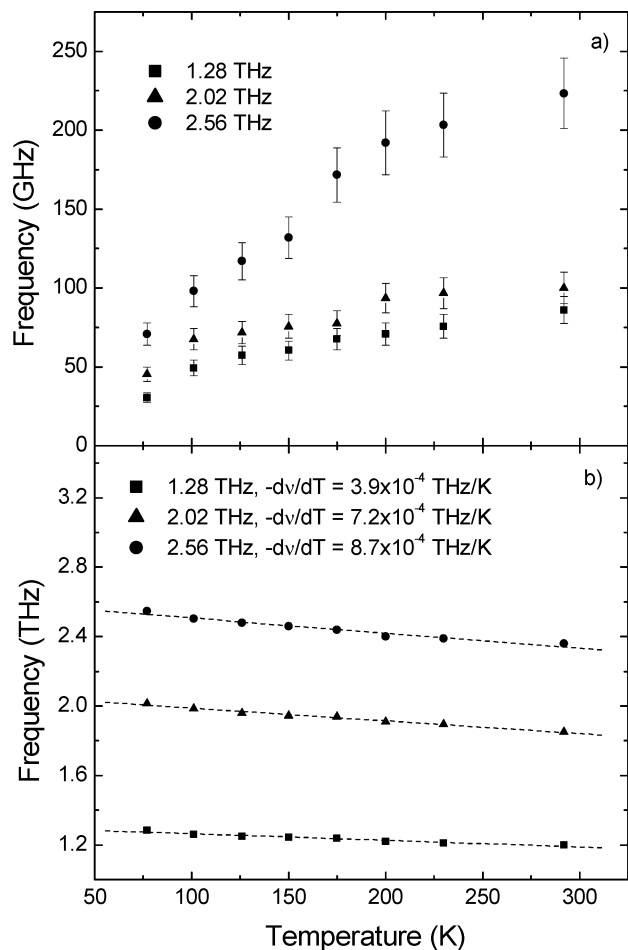 a)
1.28 THz
2.02 THz
2.56 THz
250
200
150
100
50
0
Frequency (GHz)
b)
1.28 THz, -dν/dT = 3.9x10⁻⁴ THz/K
2.02 THz, -dν/dT = 7.2x10⁻⁴ THz/K
2.56 THz, -dν/dT = 8.7x10⁻⁴ THz/K
3.2
2.8
2.4
2.0
1.6
1.2
Frequency (THz)
50 100 150 200 250 300
Temperature (K)